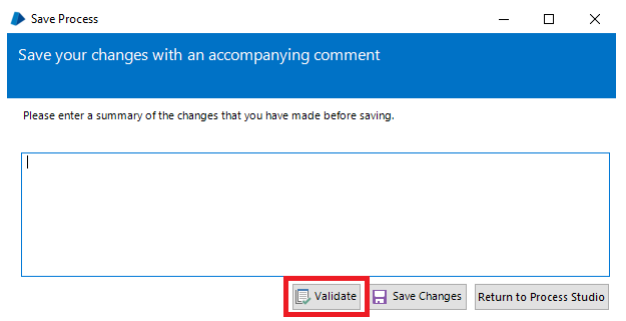 Save Process
Save your changes with an accompanying comment
Please enter a summary of the changes that you have made before saving.
Validate
Save Changes
Return to Process Studio